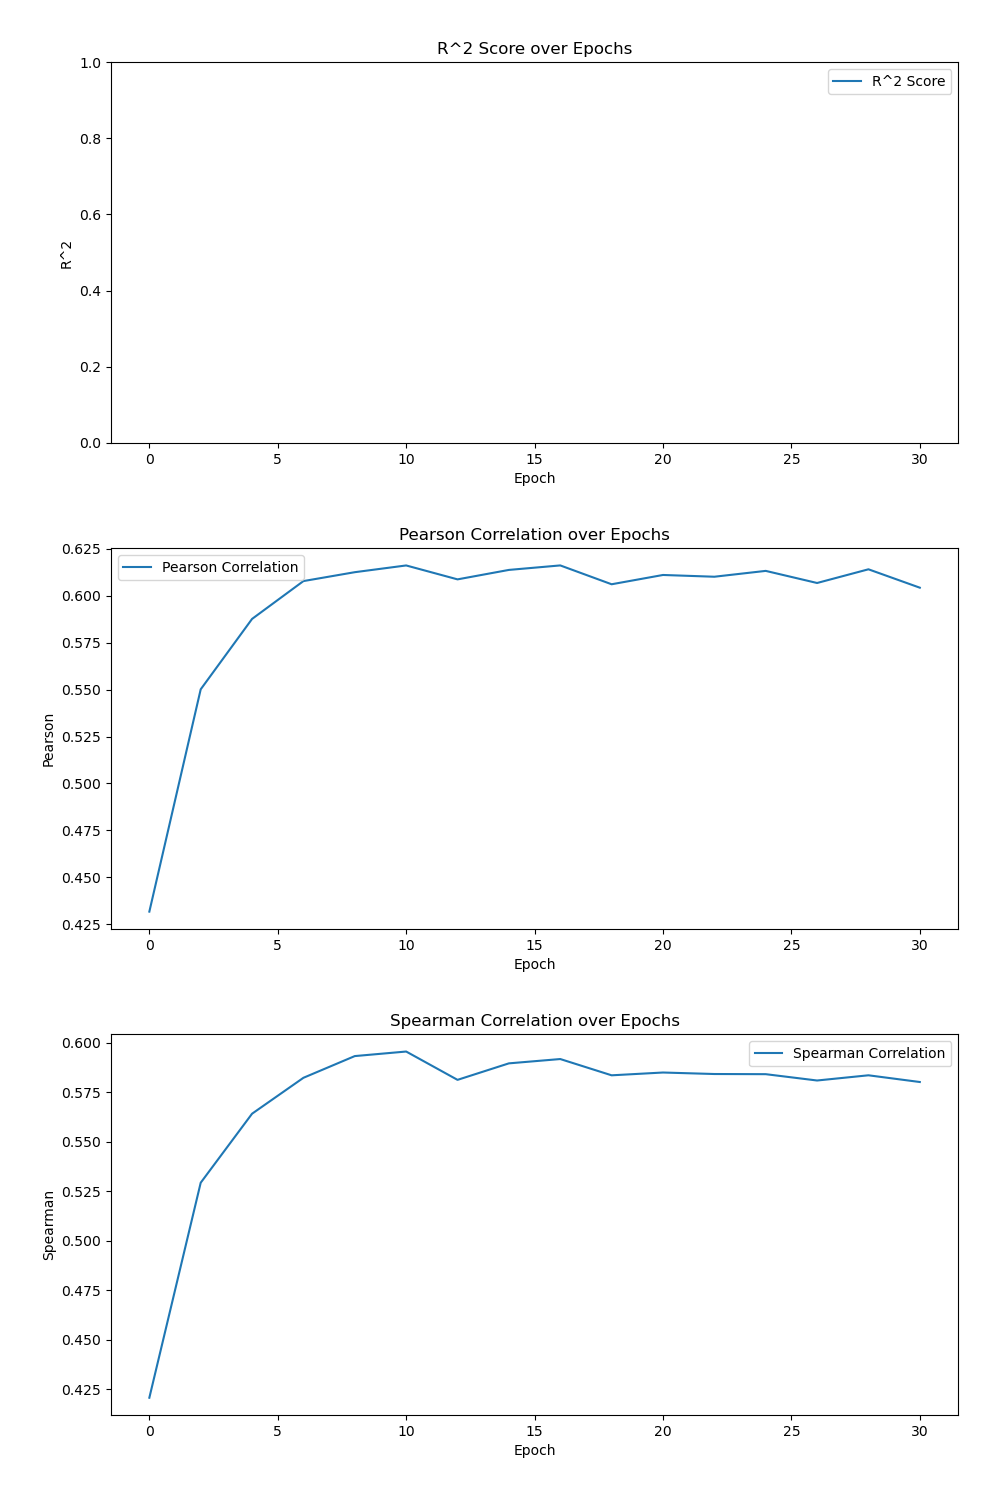 R^2 Score over Epochs
1.0
R^2 Score
0.8
0.6
R^2
0.4
0.2
0.0
0 5 10 15 20 25 30
Epoch
Pearson Correlation over Epochs
0.625
Pearson Correlation
0.600
0.575
0.550
0.525
Pearson
0.500
0.475
0.450
0.425
0 5 10 15 20 25 30
Epoch
Spearman Correlation over Epochs
0.600
Spearman Correlation
0.575
0.550
0.525
Spearman
0.500
0.475
0.450
0.425
0 5 10 15 20 25 30
Epoch